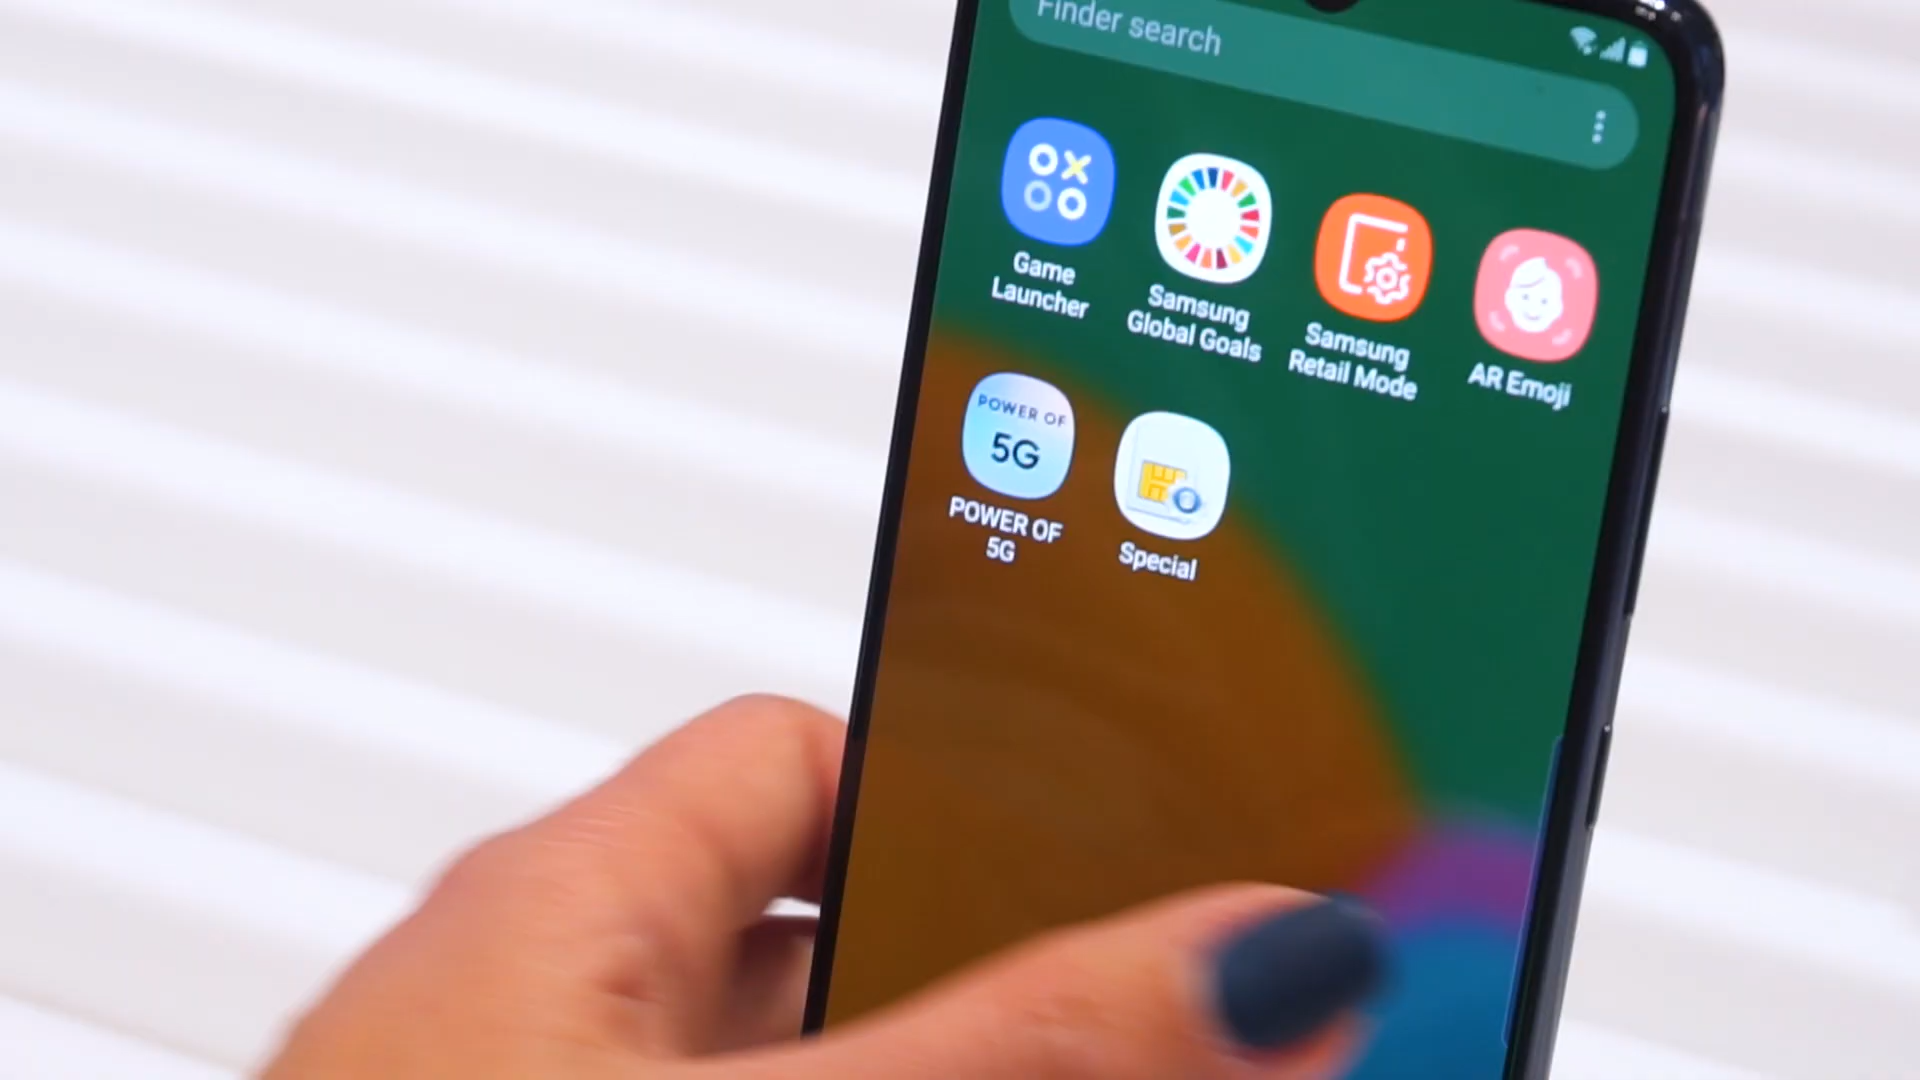 Finder search
Game
Launcher
Samsung
Global Goals
Samsung
Retail Mode
AR Emoji
POWER OF
5G
POWER OF
5G
Special